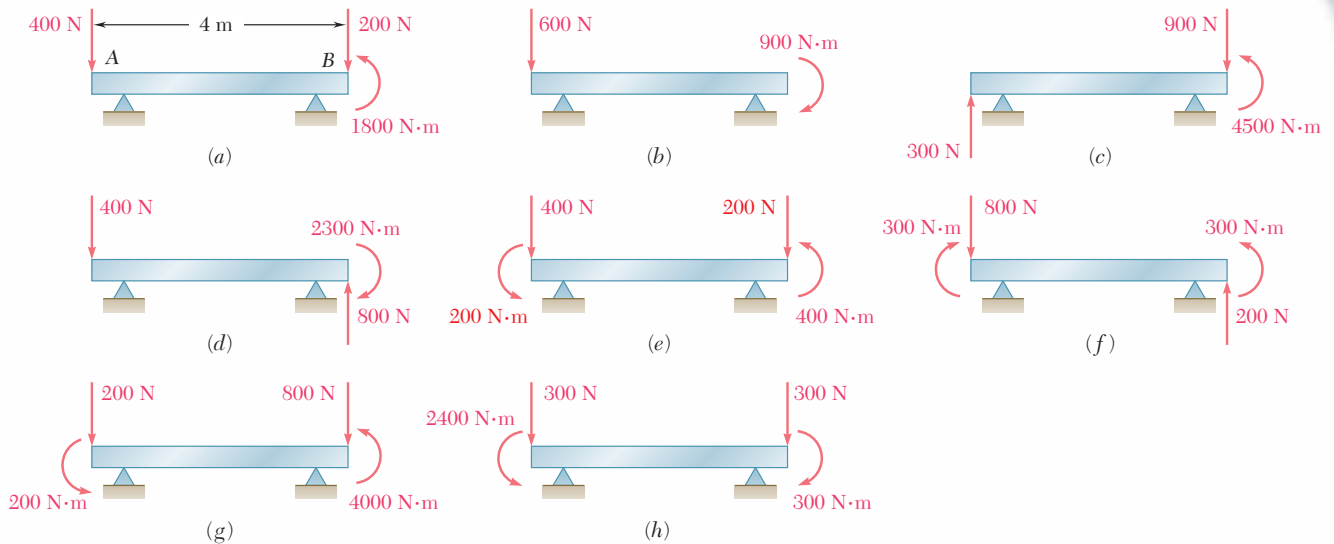 400 N 4 m 200 N
A B
1800 N·m
(a)
600 N
900 N·m
(b)
900 N
300 N
4500 N·m
(c)
400 N
2300 N·m
800 N
(d)
400 N 200 N
200 N·m 400 N·m
(e)
800 N
300 N·m 300 N·m
200 N
(f)
200 N 800 N
200 N·m 4000 N·m
(g)
300 N 300 N
2400 N·m
300 N·m
(h)